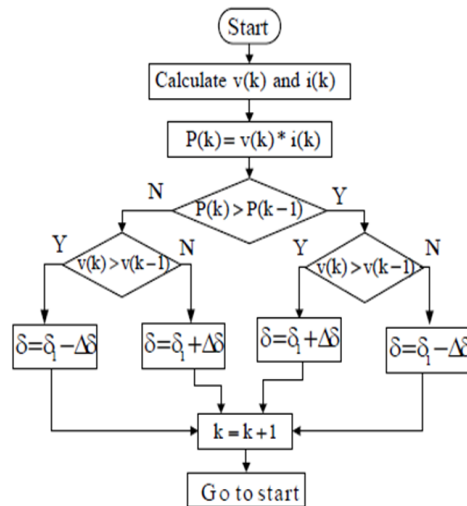 Start
Calculate v(k) and i(k)
P(k)= v(k)* i(k)
N
P(k)>P(k-1)
Y
Y
v(k)>v(k-1)
N
Y
v(k)>v(k-1)
N
δ=δ₁−Δδ
δ=δ₁+Δδ
δ=δ₁+Δδ
δ=δ₁−Δδ
k = k+1
Go to start